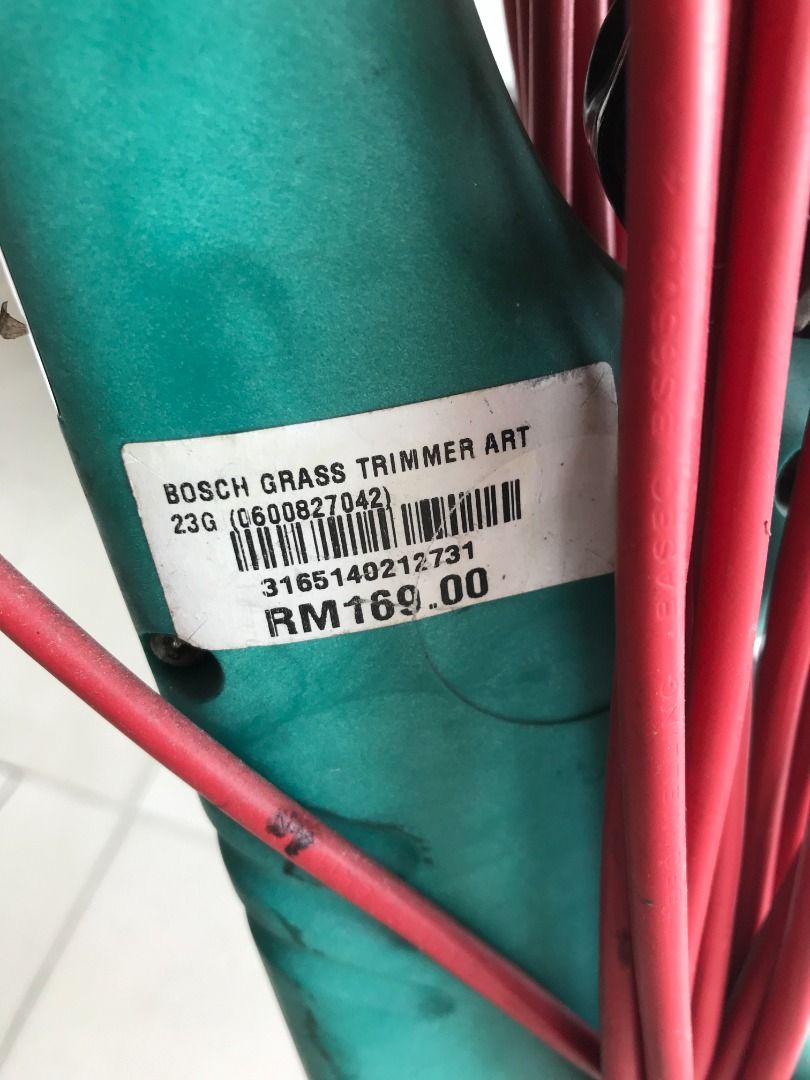 BOSCH GRASS TRIMMER ART
23G (0600827042)
3165140212731
RM169.00